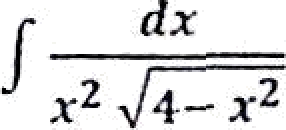 ∫ dx / (x² √(4 − x²))